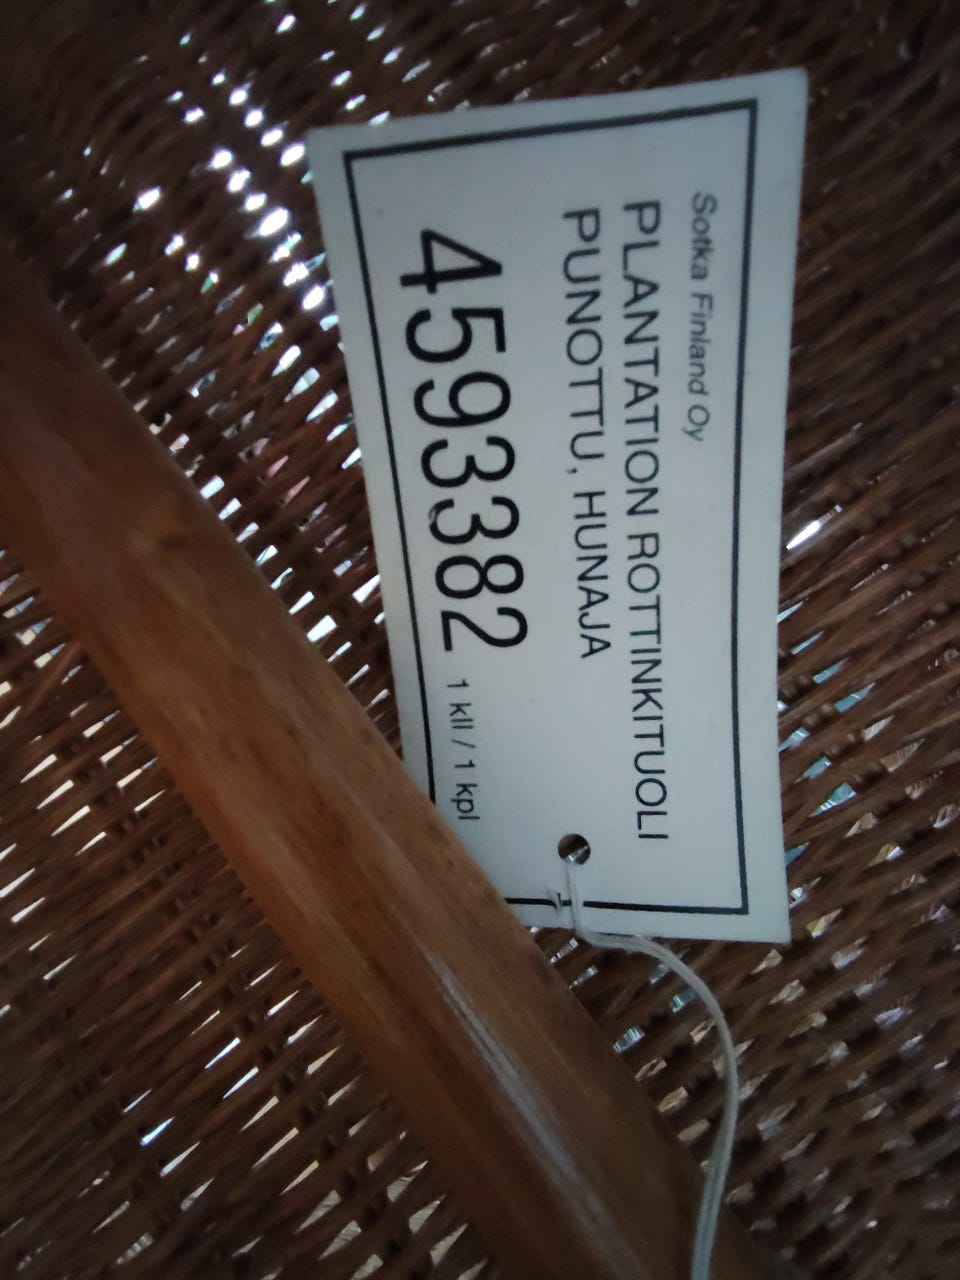 Sotka Finland Oy
PLANTATION ROTTINKITUOLI
PUNOTTU, HUNAJA
4593382 1 kll / 1 kpl